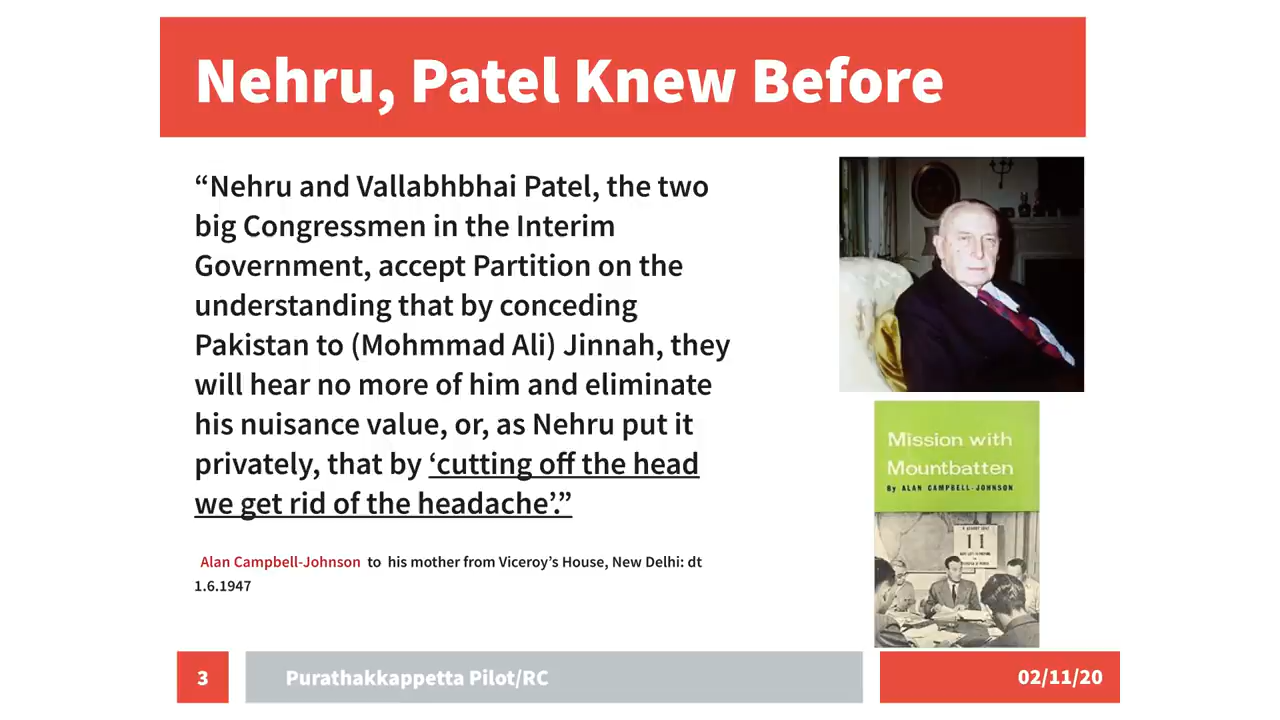 Nehru, Patel Knew Before
“Nehru and Vallabhbhai Patel, the two
big Congressmen in the Interim
Government, accept Partition on the
understanding that by conceding
Pakistan to (Mohmmad Ali) Jinnah, they
will hear no more of him and eliminate
his nuisance value, or, as Nehru put it
privately, that by ‘cutting off the head
we get rid of the headache’.”
Alan Campbell-Johnson to his mother from Viceroy’s House, New Delhi: dt
1.6.1947
Mission with
Mountbatten
By ALAN CAMPBELL-JOHNSON
11
3
Purathakkappetta Pilot/RC
02/11/20